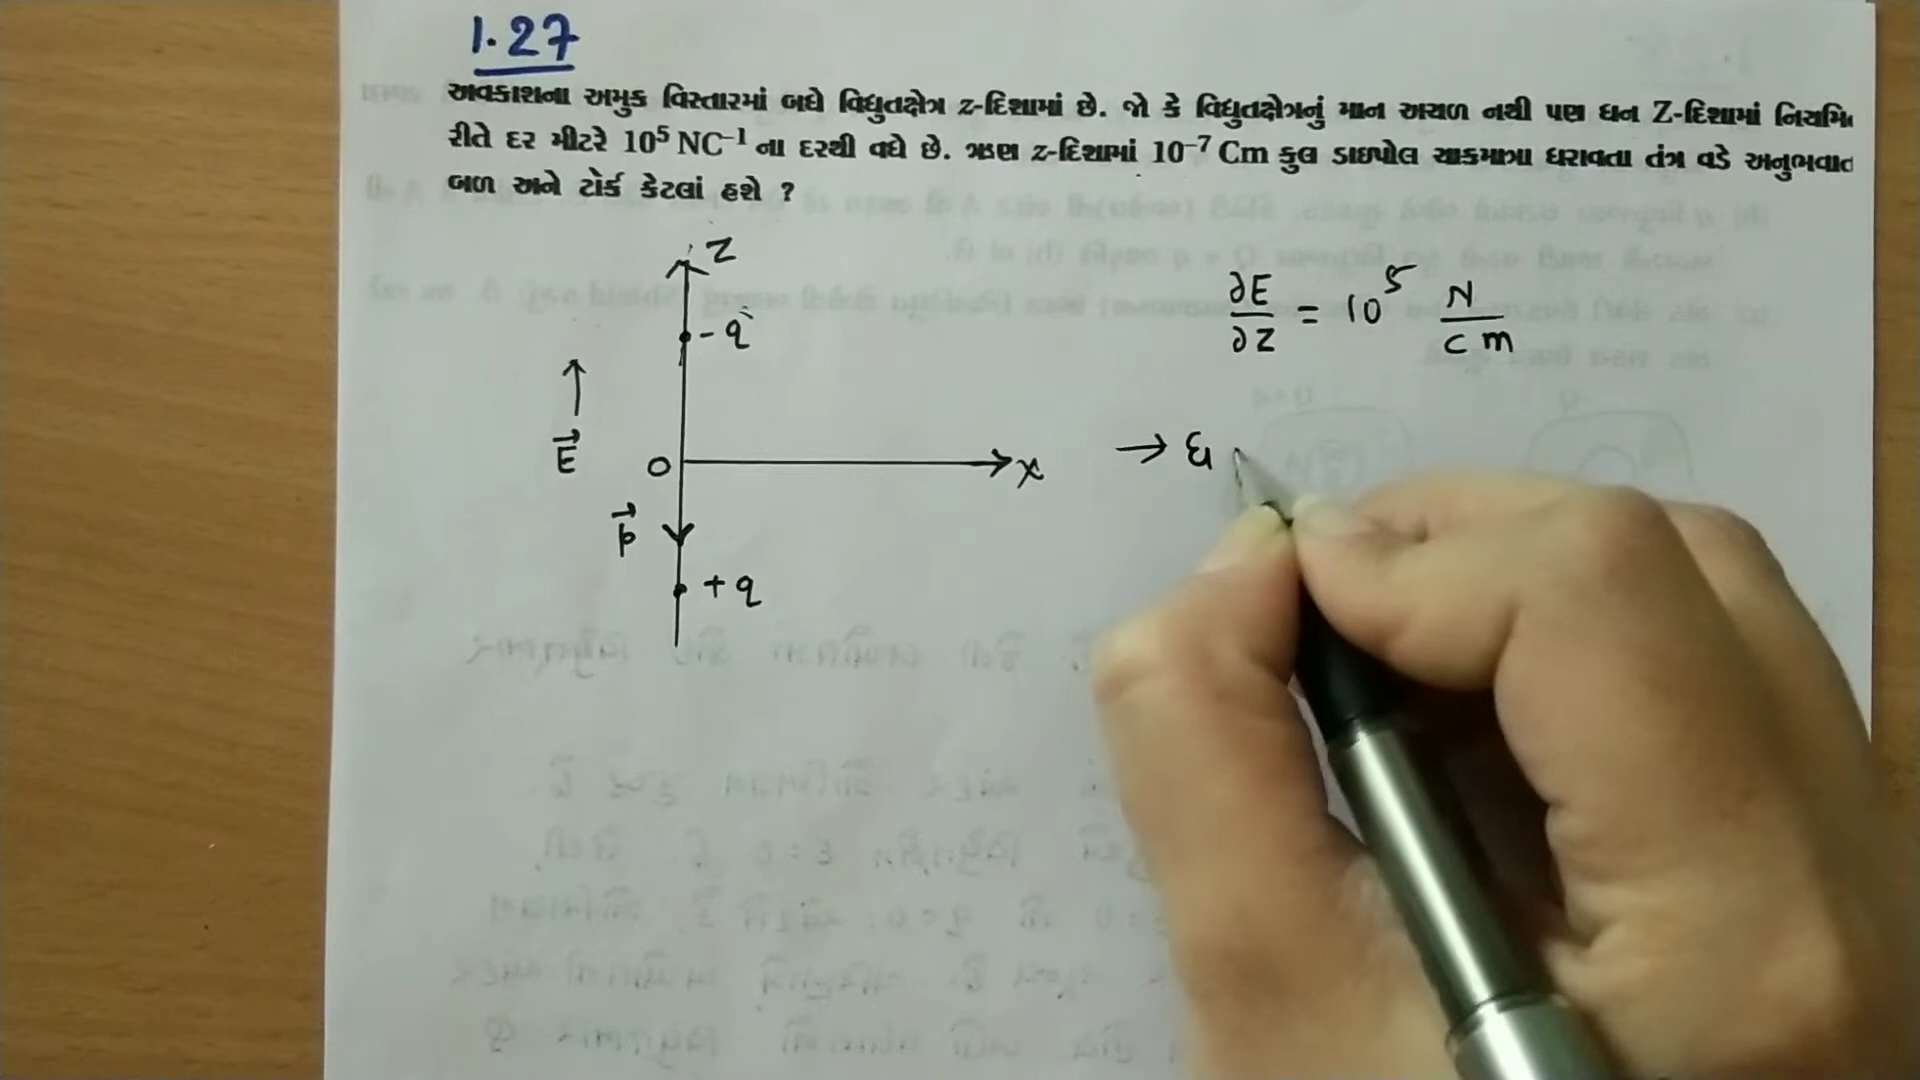 1.27
અવકાશના અમુક વિસ્તારમાં બધે વિદ્યુતક્ષેત્ર z-દિશામાં છે. જો કે વિદ્યુતક્ષેત્રનું માન અચળ નથી પણ ધન Z-દિશામાં નિયમિ
રીતે દર મીટરે 10⁵ NC⁻¹ ના દરથી વધે છે. ઋણ z-દિશામાં 10⁻⁷ Cm કુલ ડાઇપોલ ચાકમાત્રા ધરાવતા તંત્ર વડે અનુભવાત
બળ અને ટૉર્ક કેટલાં હશે ?
Z
-q
E⃗
O
X
p⃗
+q
∂E/∂Z = 10⁵ N/Cm
→ ધ